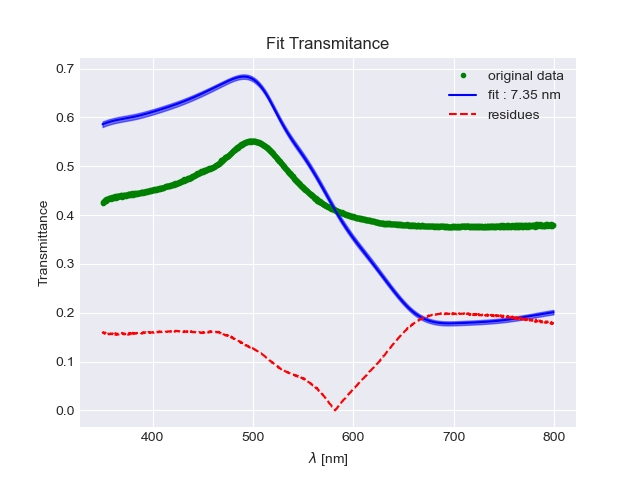 Fit Transmitance
original data
fit : 7.35 nm
residues
Transmittance
0.7
0.6
0.5
0.4
0.3
0.2
0.1
0.0
400 500 600 700 800
λ [nm]